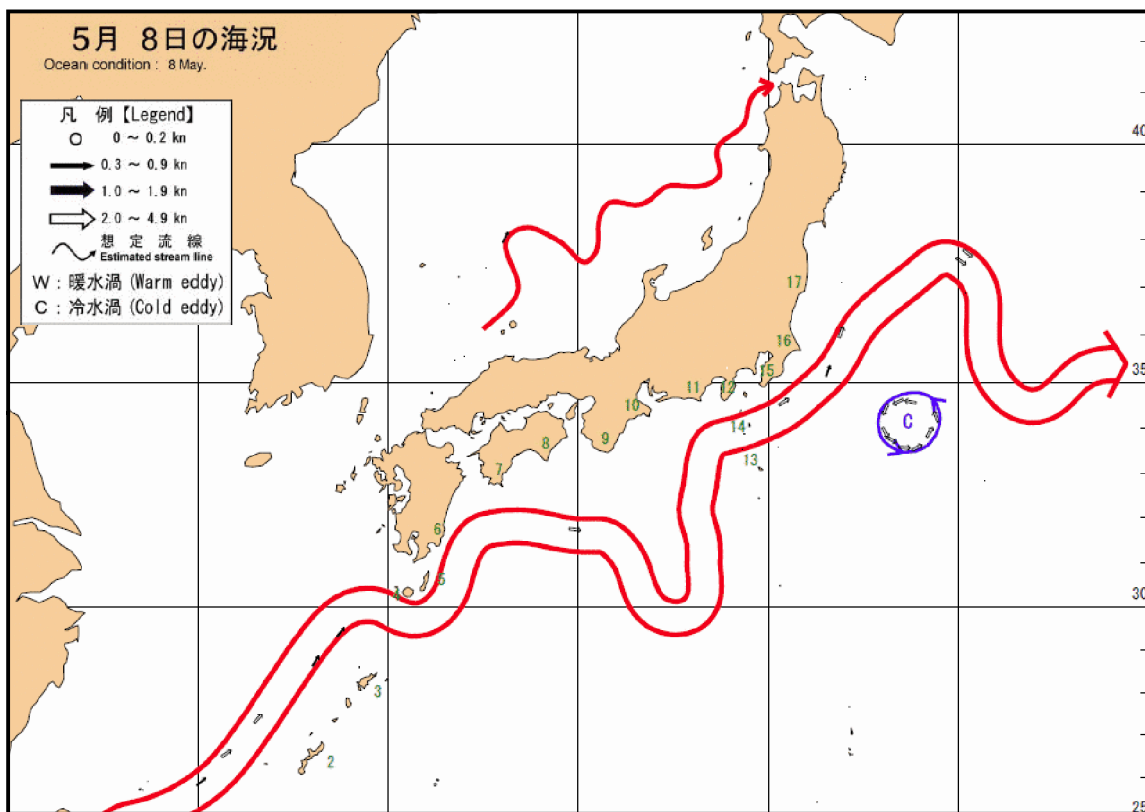 5月 8日の海況
Ocean condition : 8 May.
凡 例【Legend】
0 ～ 0.2 kn
0.3 ～ 0.9 kn
1.0 ～ 1.9 kn
2.0 ～ 4.9 kn
想 定 流 線
Estimated stream line
W : 暖水渦 (Warm eddy)
C : 冷水渦 (Cold eddy)
40
17
16
35
15
12
11
10
14
C
9
8
13
7
6
5
30
3
2
25